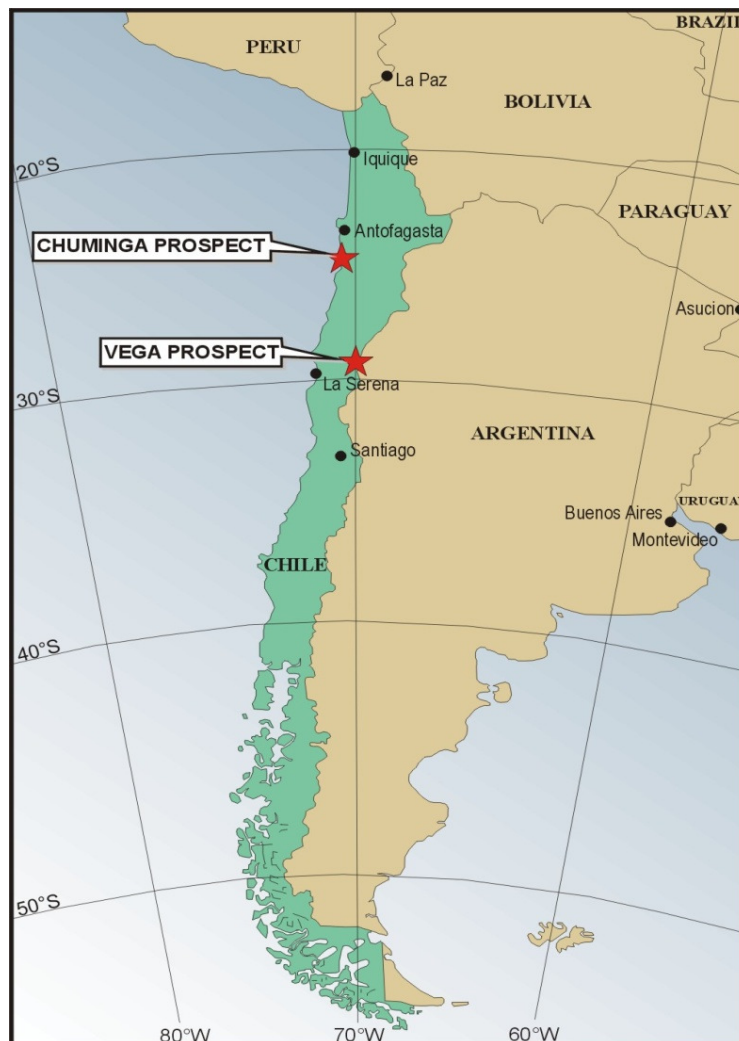 BRAZIL
PERU
La Paz
BOLIVIA
20°S
Iquique
PARAGUAY
Antofagasta
CHUMINGA PROSPECT
Asucion
VEGA PROSPECT
La Serena
30°S
ARGENTINA
Santiago
URUGUAY
Buenos Aires
Montevideo
CHILE
40°S
50°S
80°W
70°W
60°W